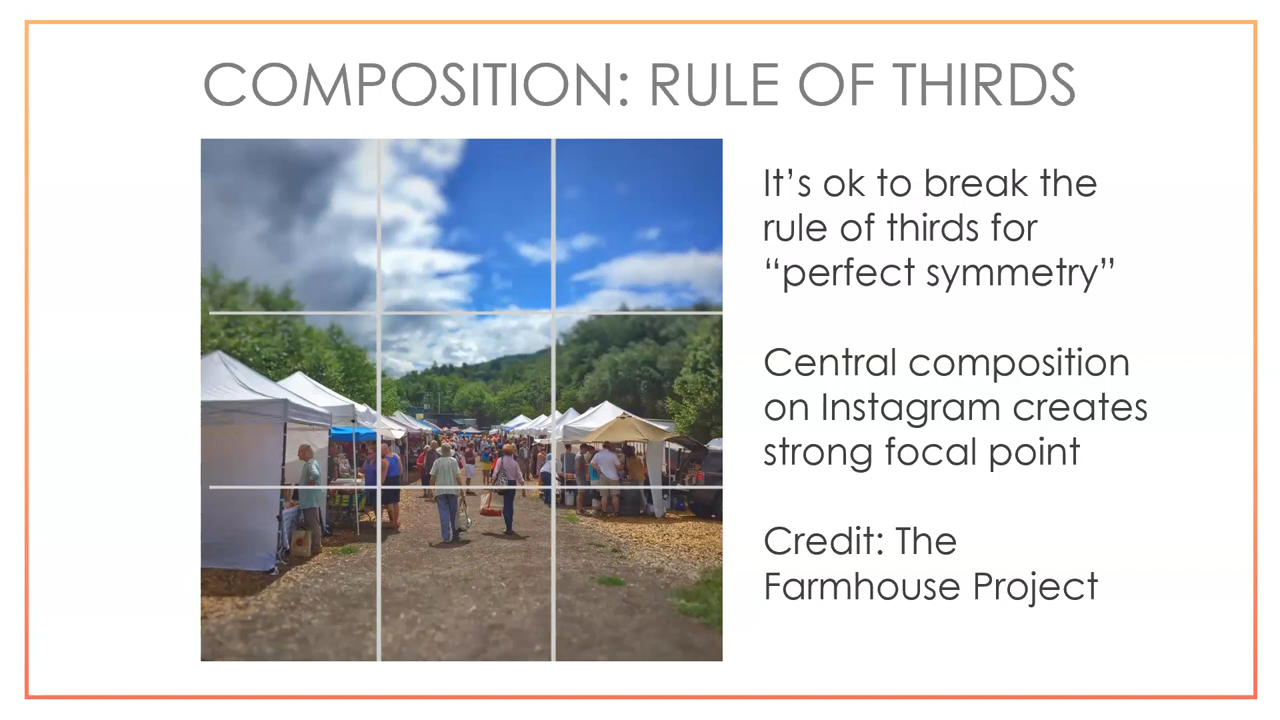 COMPOSITION: RULE OF THIRDS
It’s ok to break the
rule of thirds for
“perfect symmetry”
Central composition
on Instagram creates
strong focal point
Credit: The
Farmhouse Project